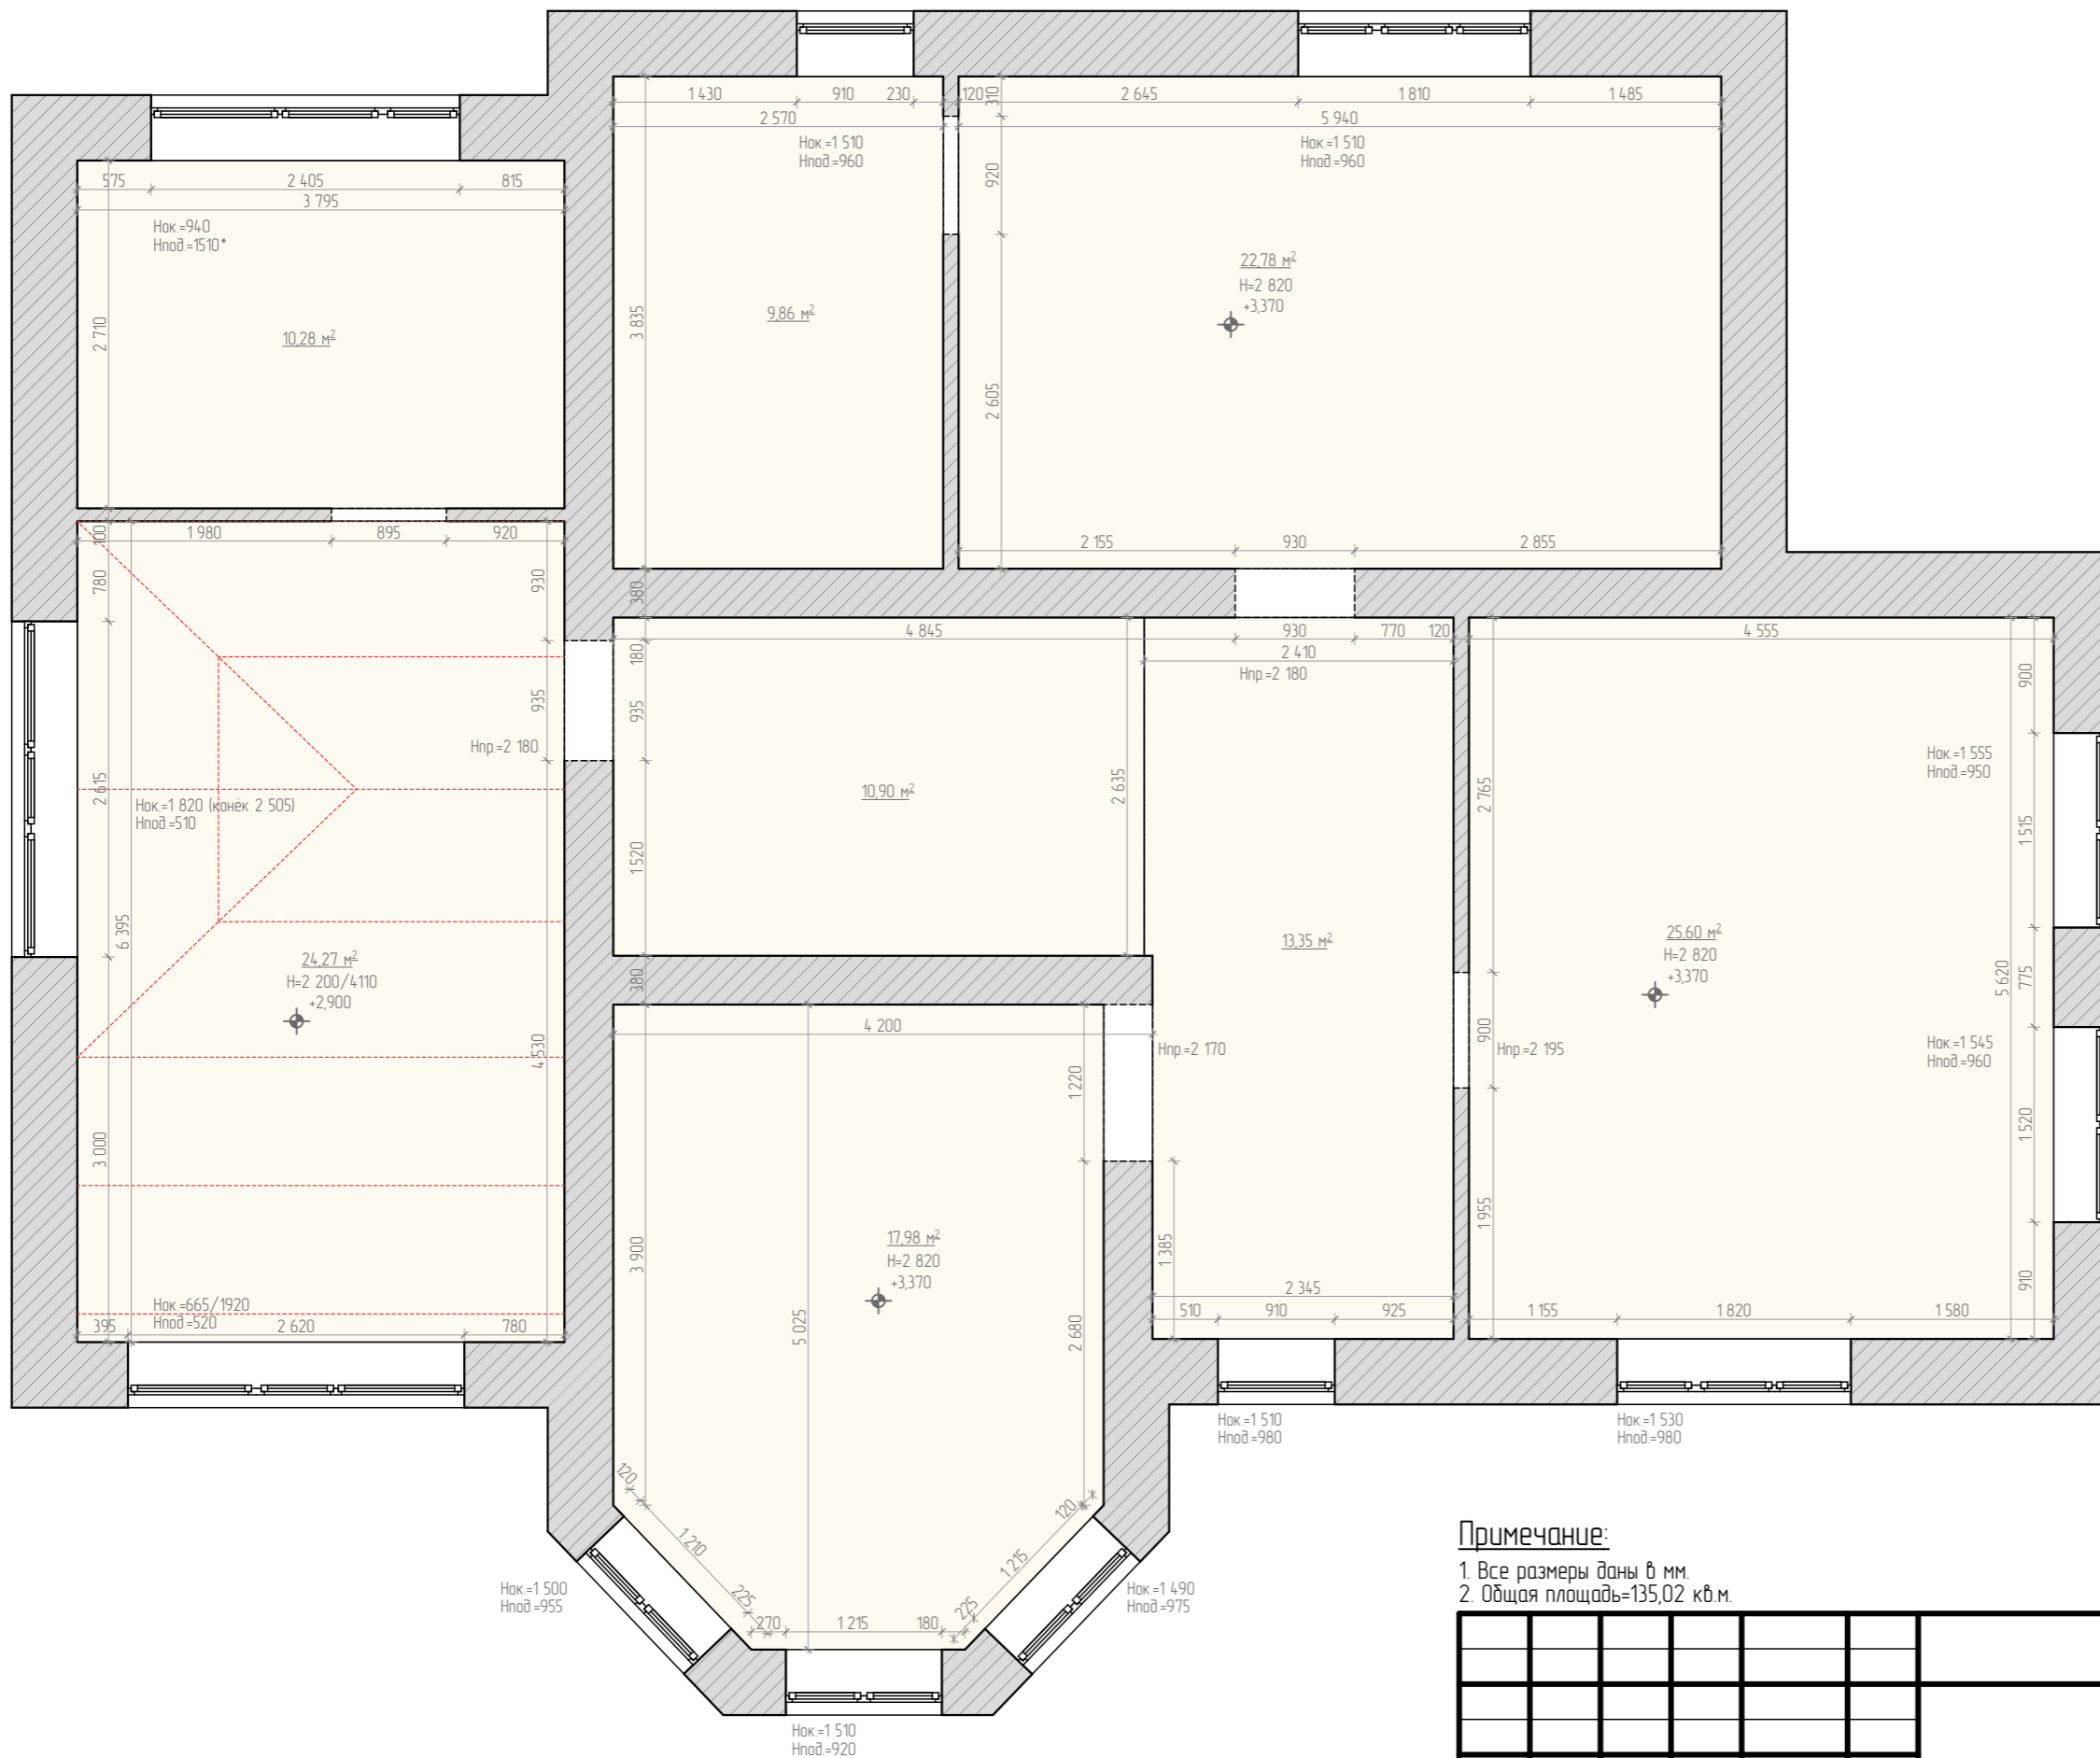 1 430
910
230
120
310
2 645
1 810
1 485
2 570
5 940
Нок.=1 510
Нпод.=960
Нок.=1 510
Нпод.=960
575
2 405
815
3 795
920
Нок.=940
Нпод.=1510*
2 710
10,28 м²
3 835
9,86 м²
22,78 м²
Н=2 820
+3,370
2 605
100
1 980
895
920
2 155
930
2 855
780
930
380
4 845
930
770
120
4 555
180
2 410
Нпр.=2 180
900
935
935
Нпр.=2 180
2 615
Нок.=1 820 (конёк 2 505)
Нпод.=510
10,90 м²
2 635
2 765
Нок.=1 555
Нпод.=950
1 515
1 520
6 395
24,27 м²
Н=2 200/4110
+2,900
380
13,35 м²
25,60 м²
Н=2 820
+3,370
5 620
775
4 530
4 200
1 220
Нпр.=2 170
900
Нпр.=2 195
Нок.=1 545
Нпод.=960
1 520
3 000
1 955
3 900
17,98 м²
Н=2 820
+3,370
1 385
5 025
2 680
2 345
910
Нок.=665/1920
Нпод.=520
395
2 620
780
510
910
925
1 155
1 820
1 580
Нок.=1 510
Нпод.=980
Нок.=1 530
Нпод.=980
120
1 210
225
120
1 215
225
270
1 215
180
Нок.=1 500
Нпод.=955
Нок.=1 490
Нпод.=975
Нок.=1 510
Нпод.=920
Примечание:
1. Все размеры даны в мм.
2. Общая площадь=135,02 кв.м.